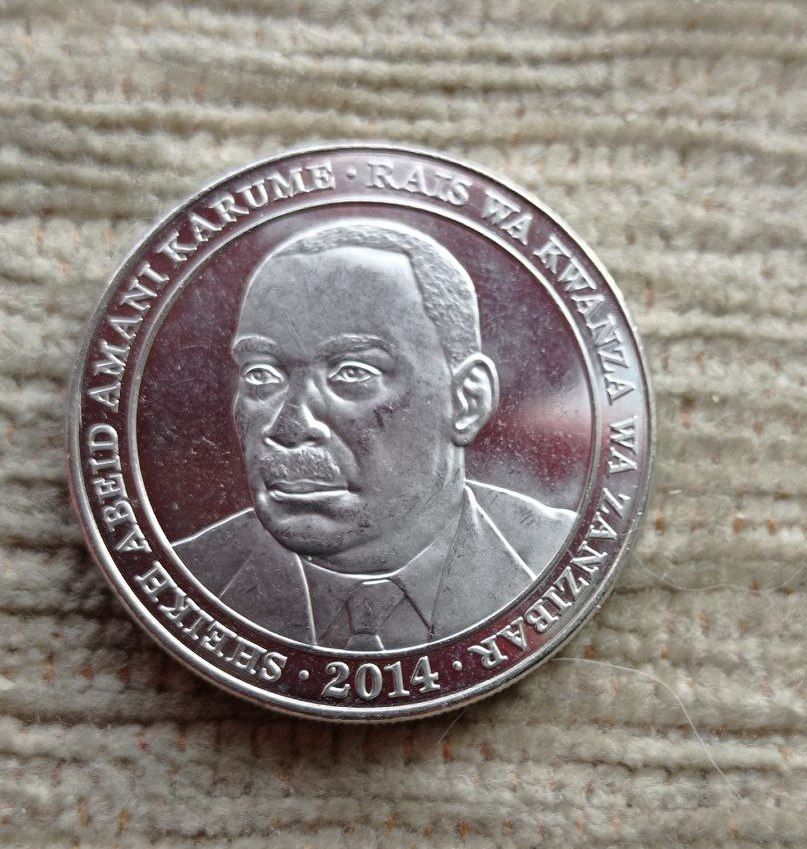 SHEIKH ABEID AMANI KARUME · RAIS WA KWANZA WA ZANZIBAR
· 2014 ·